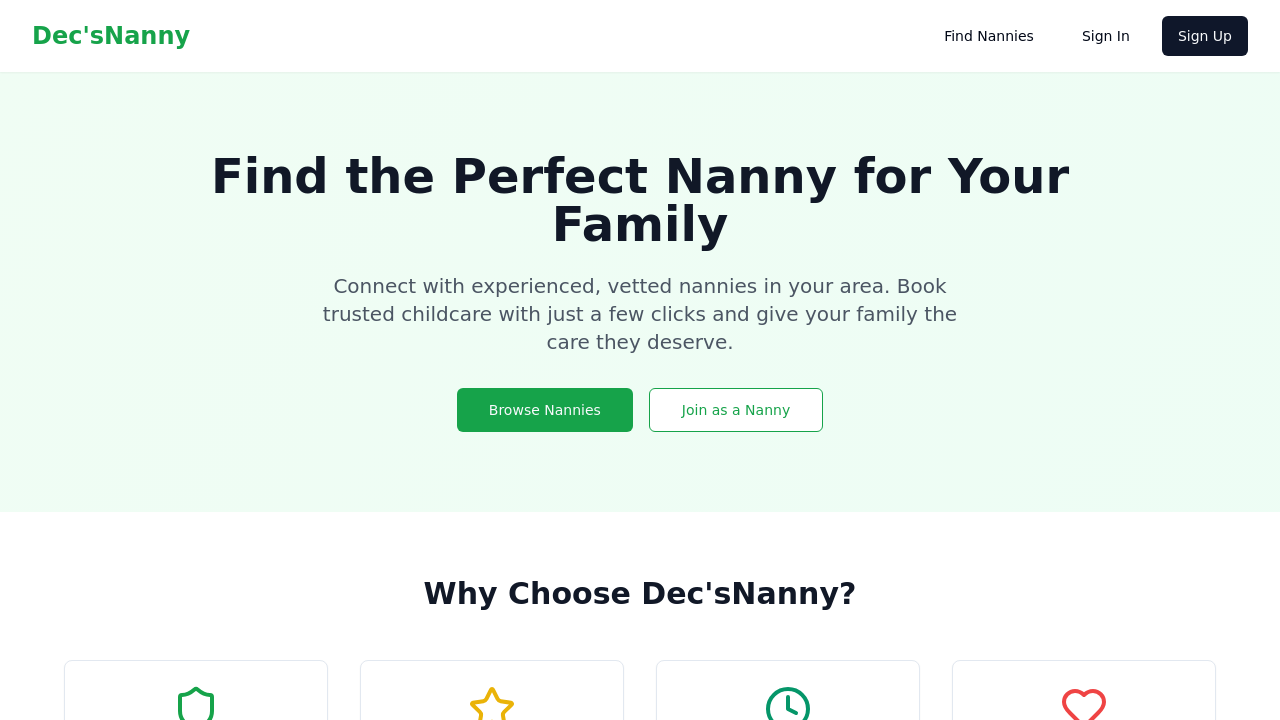 Dec'sNanny
Find Nannies
Sign In
Sign Up
Find the Perfect Nanny for Your
Family
Connect with experienced, vetted nannies in your area. Book
trusted childcare with just a few clicks and give your family the
care they deserve.
Browse Nannies
Join as a Nanny
Why Choose Dec'sNanny?